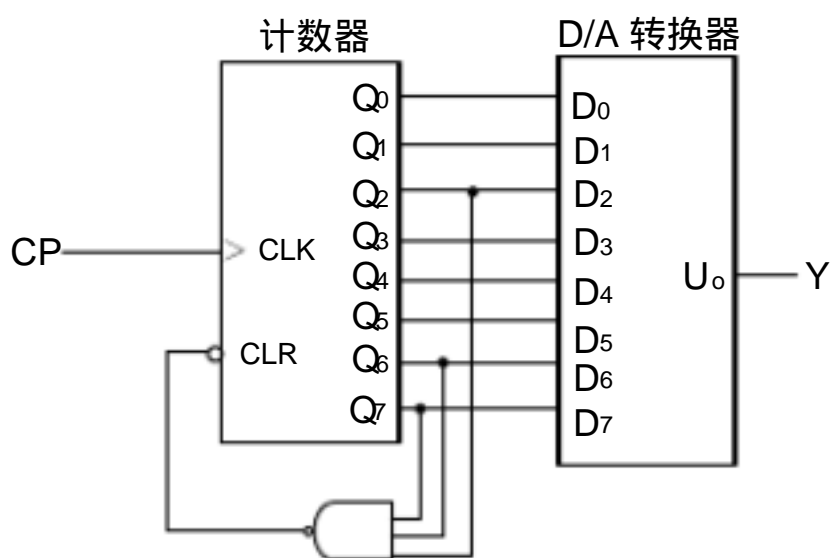 计数器
D/A 转换器
Q0
Q1
Q2
Q3
Q4
Q5
Q6
Q7
CP
CLK
CLR
D0
D1
D2
D3
D4
D5
D6
D7
Uo
Y